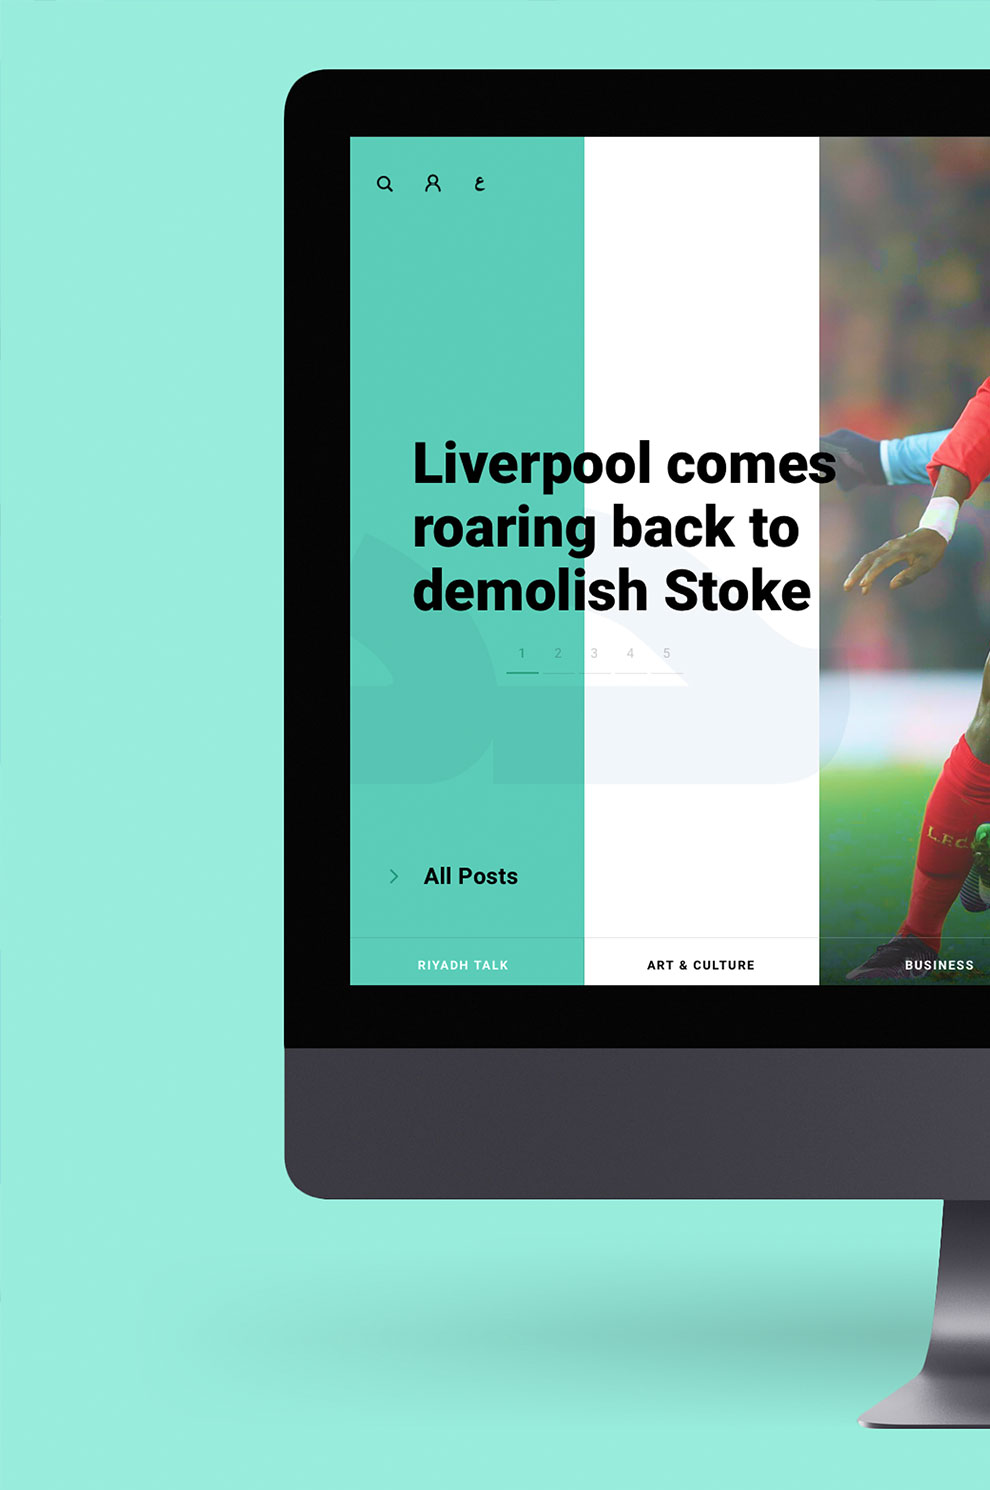 ع
Liverpool comes
roaring back to
demolish Stoke
1 2 3 4 5
All Posts
RIYADH TALK ART & CULTURE BUSINESS
L.F.C